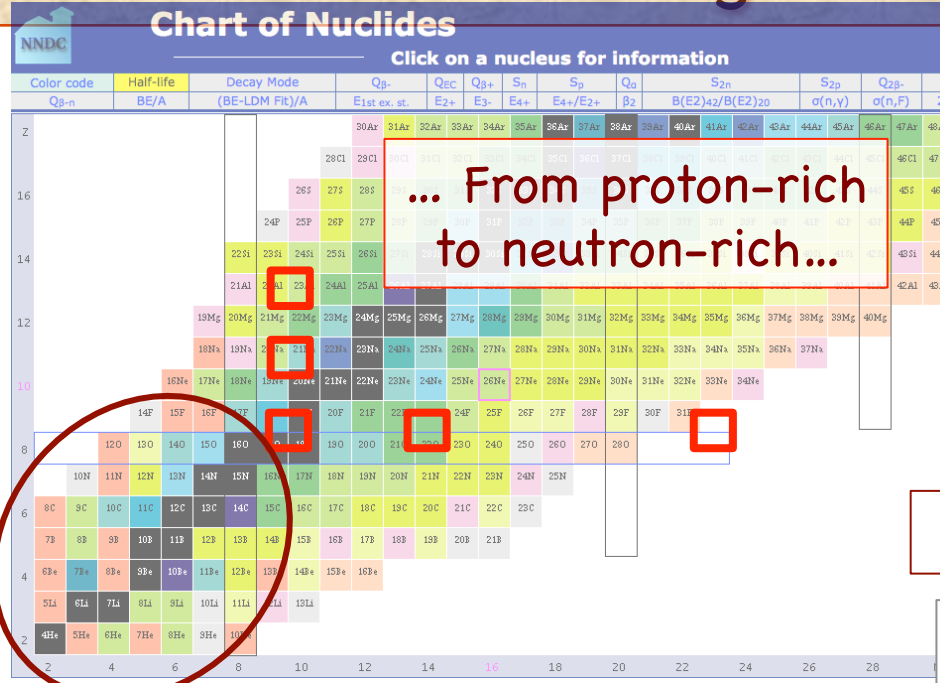 NNDC
Chart of Nuclides
Click on a nucleus for information
Color code Half-life Decay Mode Qβ- QEC Qβ+ Sn Sp Qα S2n S2p Q2β-
Qβ-n BE/A (BE-LDM Fit)/A E1st ex. st. E2+ E3- E4+ E4+/E2+ β2 B(E2)42/B(E2)20 σ(n,γ) σ(n,F)
Z 30Ar 31Ar 32Ar 33Ar 34Ar 35Ar 36Ar 37Ar 38Ar 39Ar 40Ar 41Ar 42Ar 43Ar 44Ar 45Ar 46Ar 47Ar
28Cl 29Cl 46Cl
16 26S 27S 28S 45S
24P 25P 26P 27P 44P
14 22Si 23Si 24Si 25Si 26Si 43Si
21Al 24Al 25Al 42Al
... From proton-rich
to neutron-rich...
12 19Mg 20Mg 21Mg 22Mg 23Mg 24Mg 25Mg 26Mg 27Mg 28Mg 29Mg 30Mg 31Mg 32Mg 33Mg 34Mg 35Mg 36Mg 37Mg 38Mg 39Mg 40Mg
18Na 19Na 22Na 23Na 24Na 25Na 26Na 27Na 28Na 29Na 30Na 31Na 32Na 33Na 34Na 35Na 36Na 37Na
10 16Ne 17Ne 18Ne 19Ne 20Ne 21Ne 22Ne 23Ne 24Ne 25Ne 26Ne 27Ne 28Ne 29Ne 30Ne 31Ne 32Ne 33Ne 34Ne
14F 15F 16F 17F 20F 21F 24F 25F 26F 27F 28F 29F 30F
8 12O 13O 14O 15O 16O 19O 20O 23O 24O 25O 26O 27O 28O
10N 11N 12N 13N 14N 15N 16N 17N 18N 19N 20N 21N 22N 23N 24N 25N
6 8C 9C 10C 11C 12C 13C 14C 15C 16C 17C 18C 19C 20C 21C 22C 23C
7B 8B 9B 10B 11B 12B 13B 14B 15B 16B 17B 18B 19B 20B 21B
4 6Be 7Be 8Be 9Be 10Be 11Be 12Be 13Be 14Be 15Be 16Be
5Li 6Li 7Li 8Li 9Li 10Li 11Li 12Li 13Li
2 4He 5He 6He 7He 8He 9He 10He
2 4 6 8 10 12 14 16 18 20 22 24 26 28